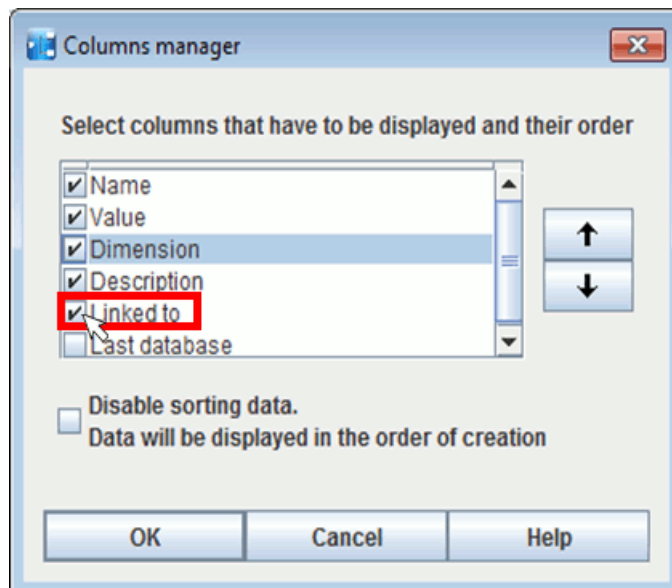 Columns manager
Select columns that have to be displayed and their order
Name
Value
Dimension
Description
Linked to
Last database
Disable sorting data.
Data will be displayed in the order of creation
OK Cancel Help